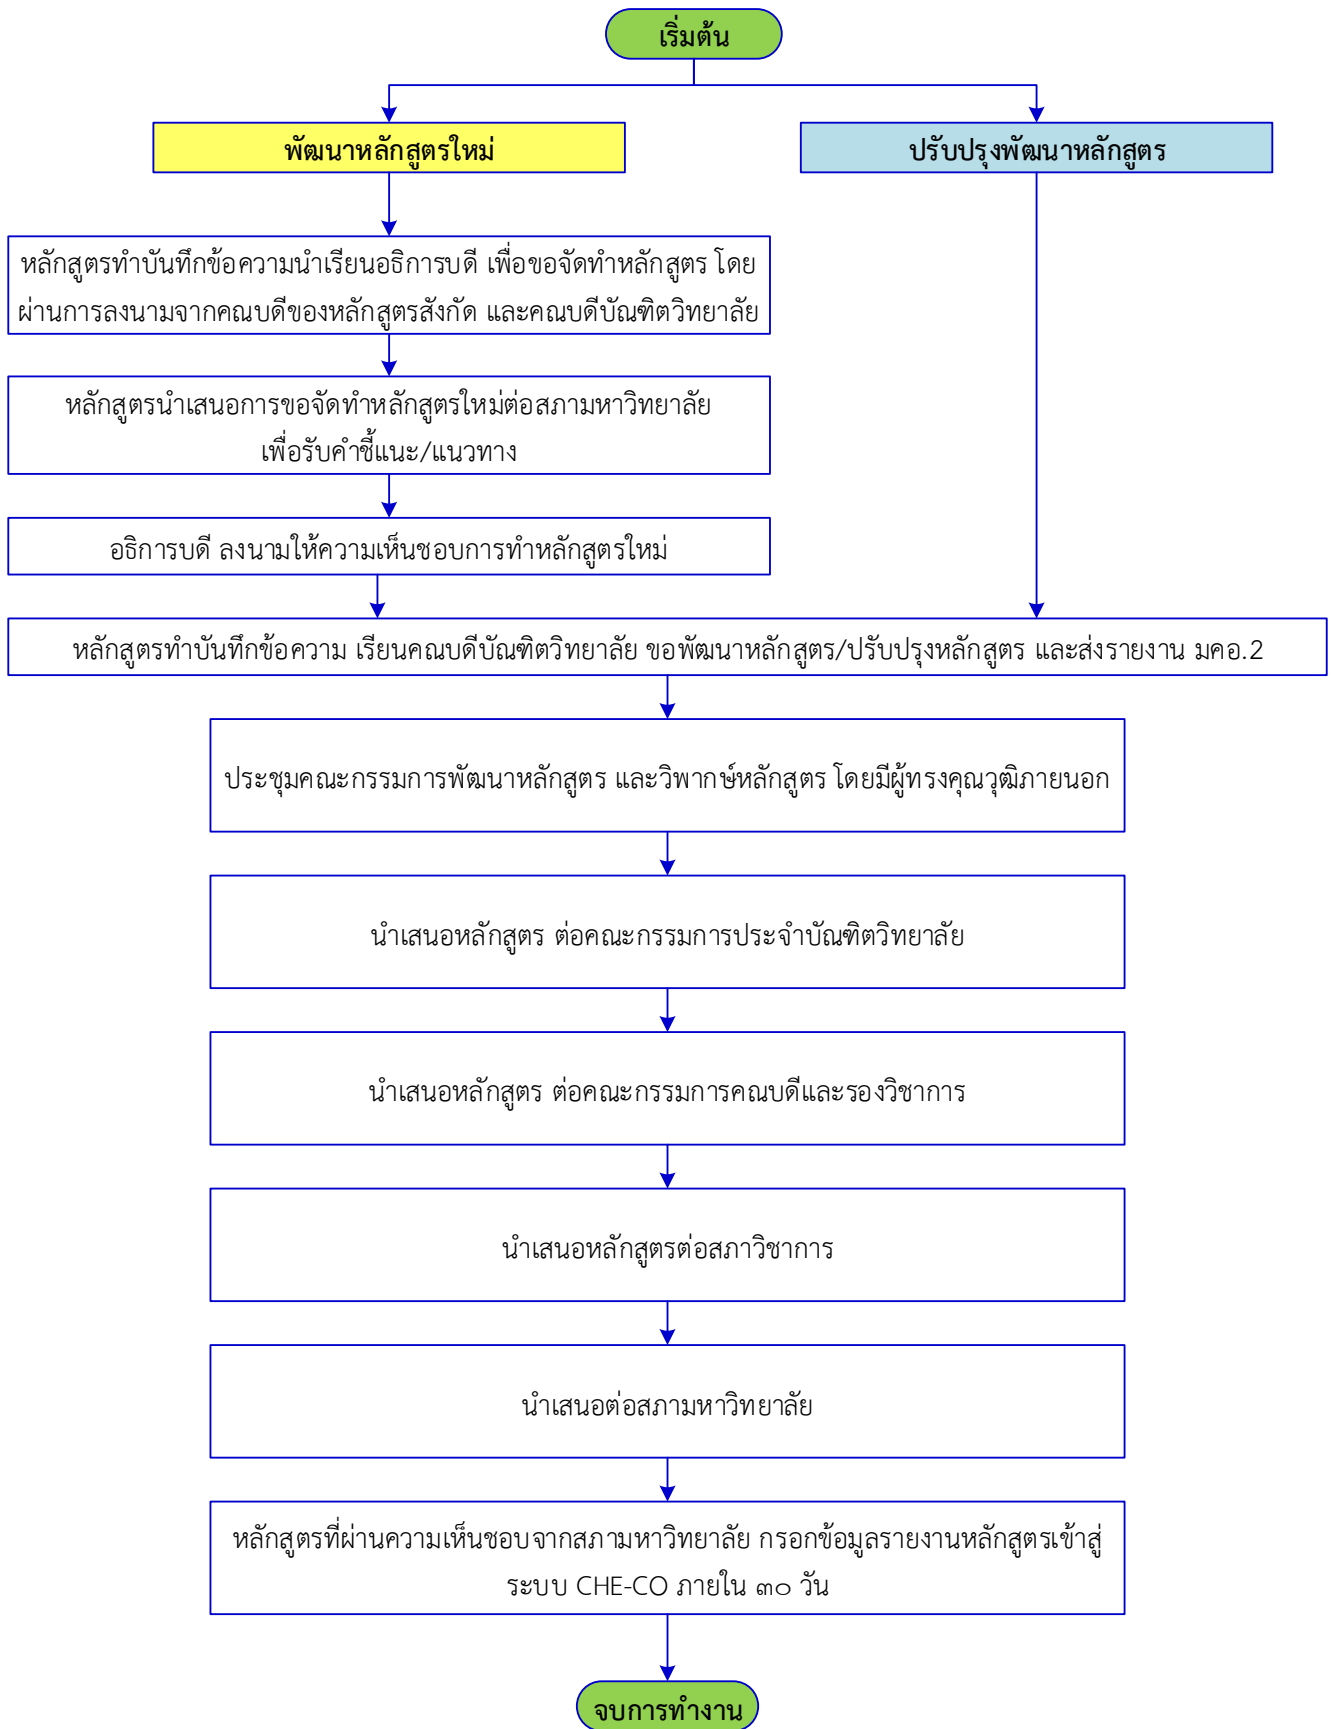 เริ่มต้น
พัฒนาหลักสูตรใหม่
ปรับปรุงพัฒนาหลักสูตร
หลักสูตรทำบันทึกข้อความนำเรียนอธิการบดี เพื่อขอจัดทำหลักสูตร โดย
ผ่านการลงนามจากคณบดีของหลักสูตรสังกัด และคณบดีบัณฑิตวิทยาลัย
หลักสูตรนำเสนอการขอจัดทำหลักสูตรใหม่ต่อสภามหาวิทยาลัย
เพื่อรับคำชี้แนะ/แนวทาง
อธิการบดี ลงนามให้ความเห็นชอบการทำหลักสูตรใหม่
หลักสูตรทำบันทึกข้อความ เรียนคณบดีบัณฑิตวิทยาลัย ขอพัฒนาหลักสูตร/ปรับปรุงหลักสูตร และส่งรายงาน มคอ.2
ประชุมคณะกรรมการพัฒนาหลักสูตร และวิพากษ์หลักสูตร โดยมีผู้ทรงคุณวุฒิภายนอก
นำเสนอหลักสูตร ต่อคณะกรรมการประจำบัณฑิตวิทยาลัย
นำเสนอหลักสูตร ต่อคณะกรรมการคณบดีและรองวิชาการ
นำเสนอหลักสูตรต่อสภาวิชาการ
นำเสนอต่อสภามหาวิทยาลัย
หลักสูตรที่ผ่านความเห็นชอบจากสภามหาวิทยาลัย กรอกข้อมูลรายงานหลักสูตรเข้าสู่
ระบบ CHE-CO ภายใน ๓๐ วัน
จบการทำงาน